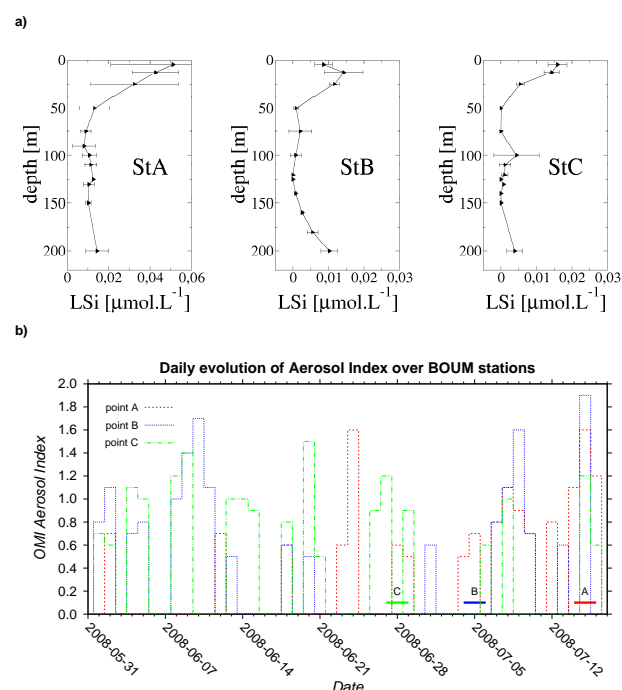 a)
0
50
100
150
200
depth [m]
StA
0 0,02 0,04 0,06
LSi [µmol.L-1]
0
50
100
150
200
depth [m]
StB
0 0,01 0,02 0,03
LSi [µmol.L-1]
0
50
100
150
200
depth [m]
StC
0 0,01 0,02 0,03
LSi [µmol.L-1]
b)
Daily evolution of Aerosol Index over BOUM stations
2.0
1.8
1.6
1.4
1.2
1.0
0.8
0.6
0.4
0.2
0.0
OMI Aerosol Index
point A
point B
point C
C B A
2008-05-31 2008-06-07 2008-06-14 2008-06-21 2008-06-28 2008-07-05 2008-07-12
Date